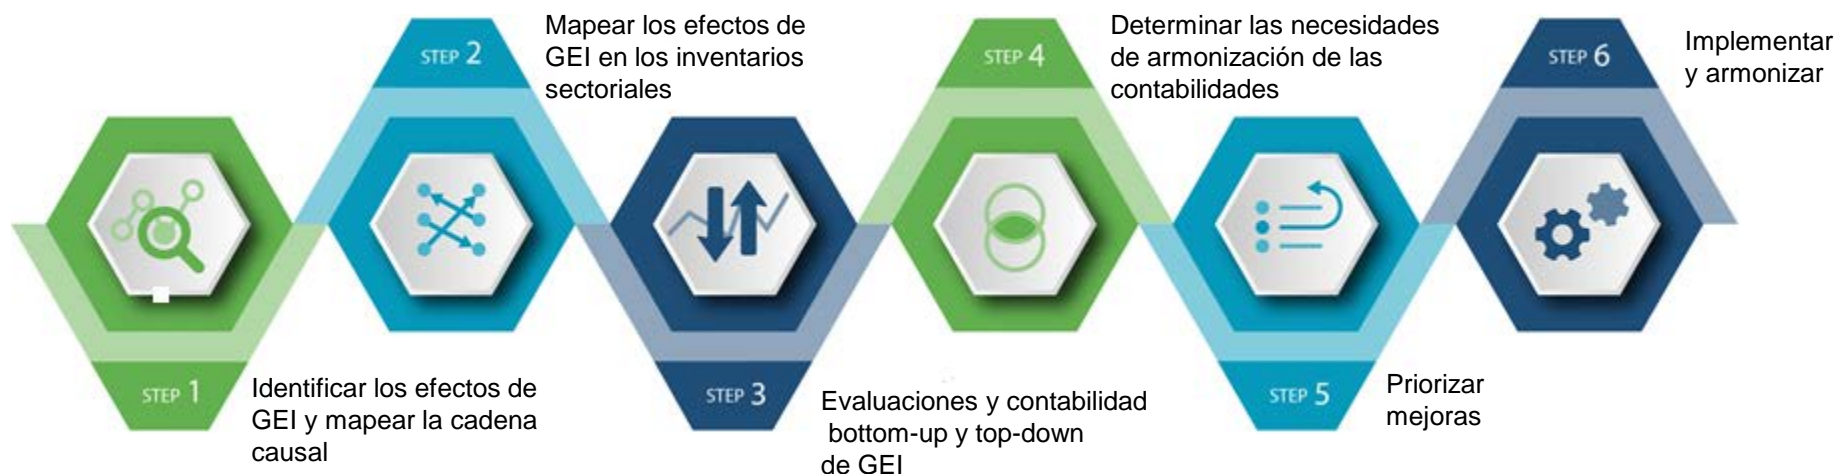 STEP 1
Identificar los efectos de
GEI y mapear la cadena
causal
STEP 2
Mapear los efectos de
GEI en los inventarios
sectoriales
STEP 3
Evaluaciones y contabilidad
bottom-up y top-down
de GEI
STEP 4
Determinar las necesidades
de armonización de las
contabilidades
STEP 5
Priorizar
mejoras
STEP 6
Implementar
y armonizar